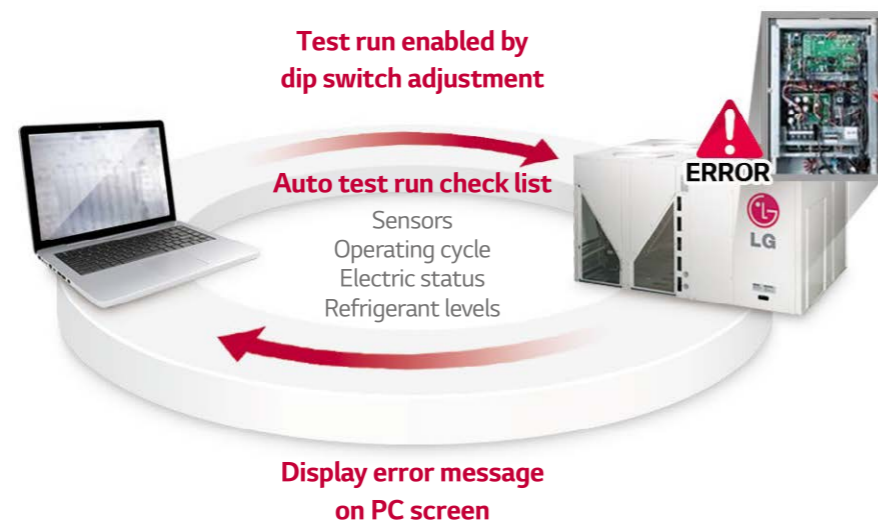 Test run enabled by
dip switch adjustment
ERROR
Auto test run check list
Sensors
Operating cycle
Electric status
Refrigerant levels
LG
Display error message
on PC screen